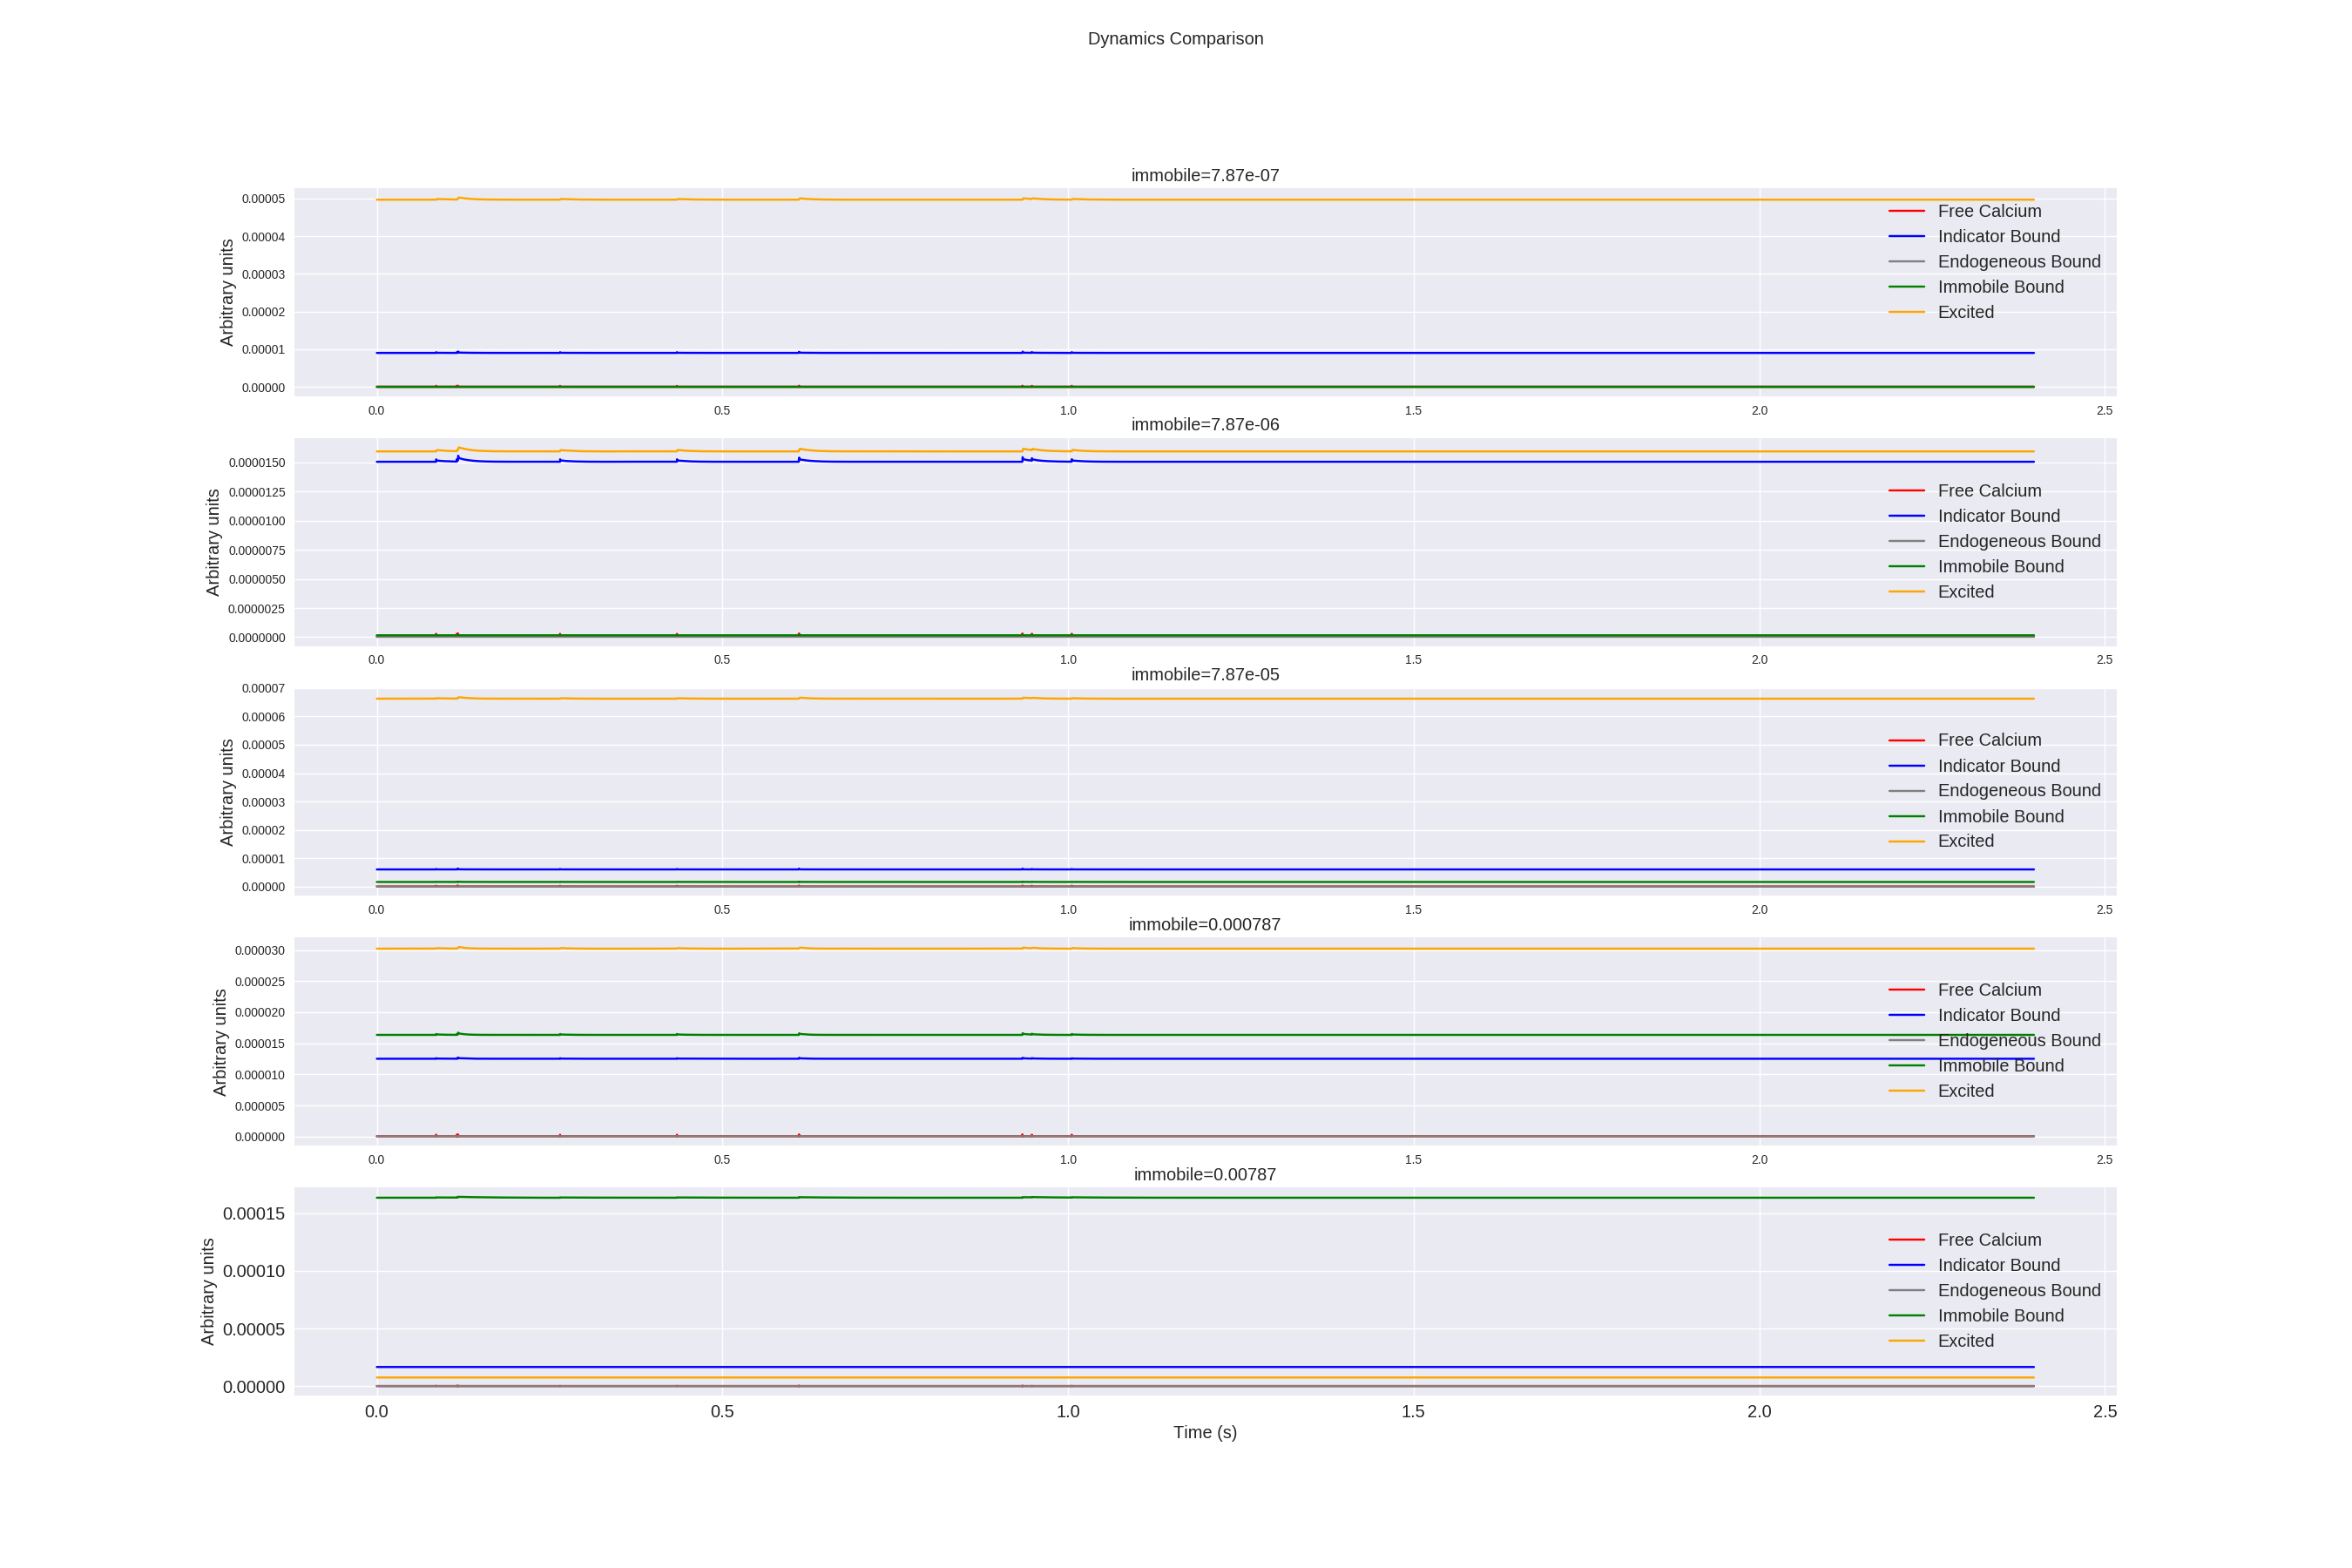 Dynamics Comparison
immobile=7.87e-07
Arbitrary units
0.00005
0.00004
0.00003
0.00002
0.00001
0.00000
Free Calcium
Indicator Bound
Endogeneous Bound
Immobile Bound
Excited
0.0 0.5 1.0 1.5 2.0 2.5
immobile=7.87e-06
Arbitrary units
0.0000150
0.0000125
0.0000100
0.0000075
0.0000050
0.0000025
0.0000000
Free Calcium
Indicator Bound
Endogeneous Bound
Immobile Bound
Excited
0.0 0.5 1.0 1.5 2.0 2.5
immobile=7.87e-05
Arbitrary units
0.00007
0.00006
0.00005
0.00004
0.00003
0.00002
0.00001
0.00000
Free Calcium
Indicator Bound
Endogeneous Bound
Immobile Bound
Excited
0.0 0.5 1.0 1.5 2.0 2.5
immobile=0.000787
Arbitrary units
0.000030
0.000025
0.000020
0.000015
0.000010
0.000005
0.000000
Free Calcium
Indicator Bound
Endogeneous Bound
Immobile Bound
Excited
0.0 0.5 1.0 1.5 2.0 2.5
immobile=0.00787
Arbitrary units
0.00015
0.00010
0.00005
0.00000
Free Calcium
Indicator Bound
Endogeneous Bound
Immobile Bound
Excited
0.0 0.5 1.0 1.5 2.0 2.5
Time (s)